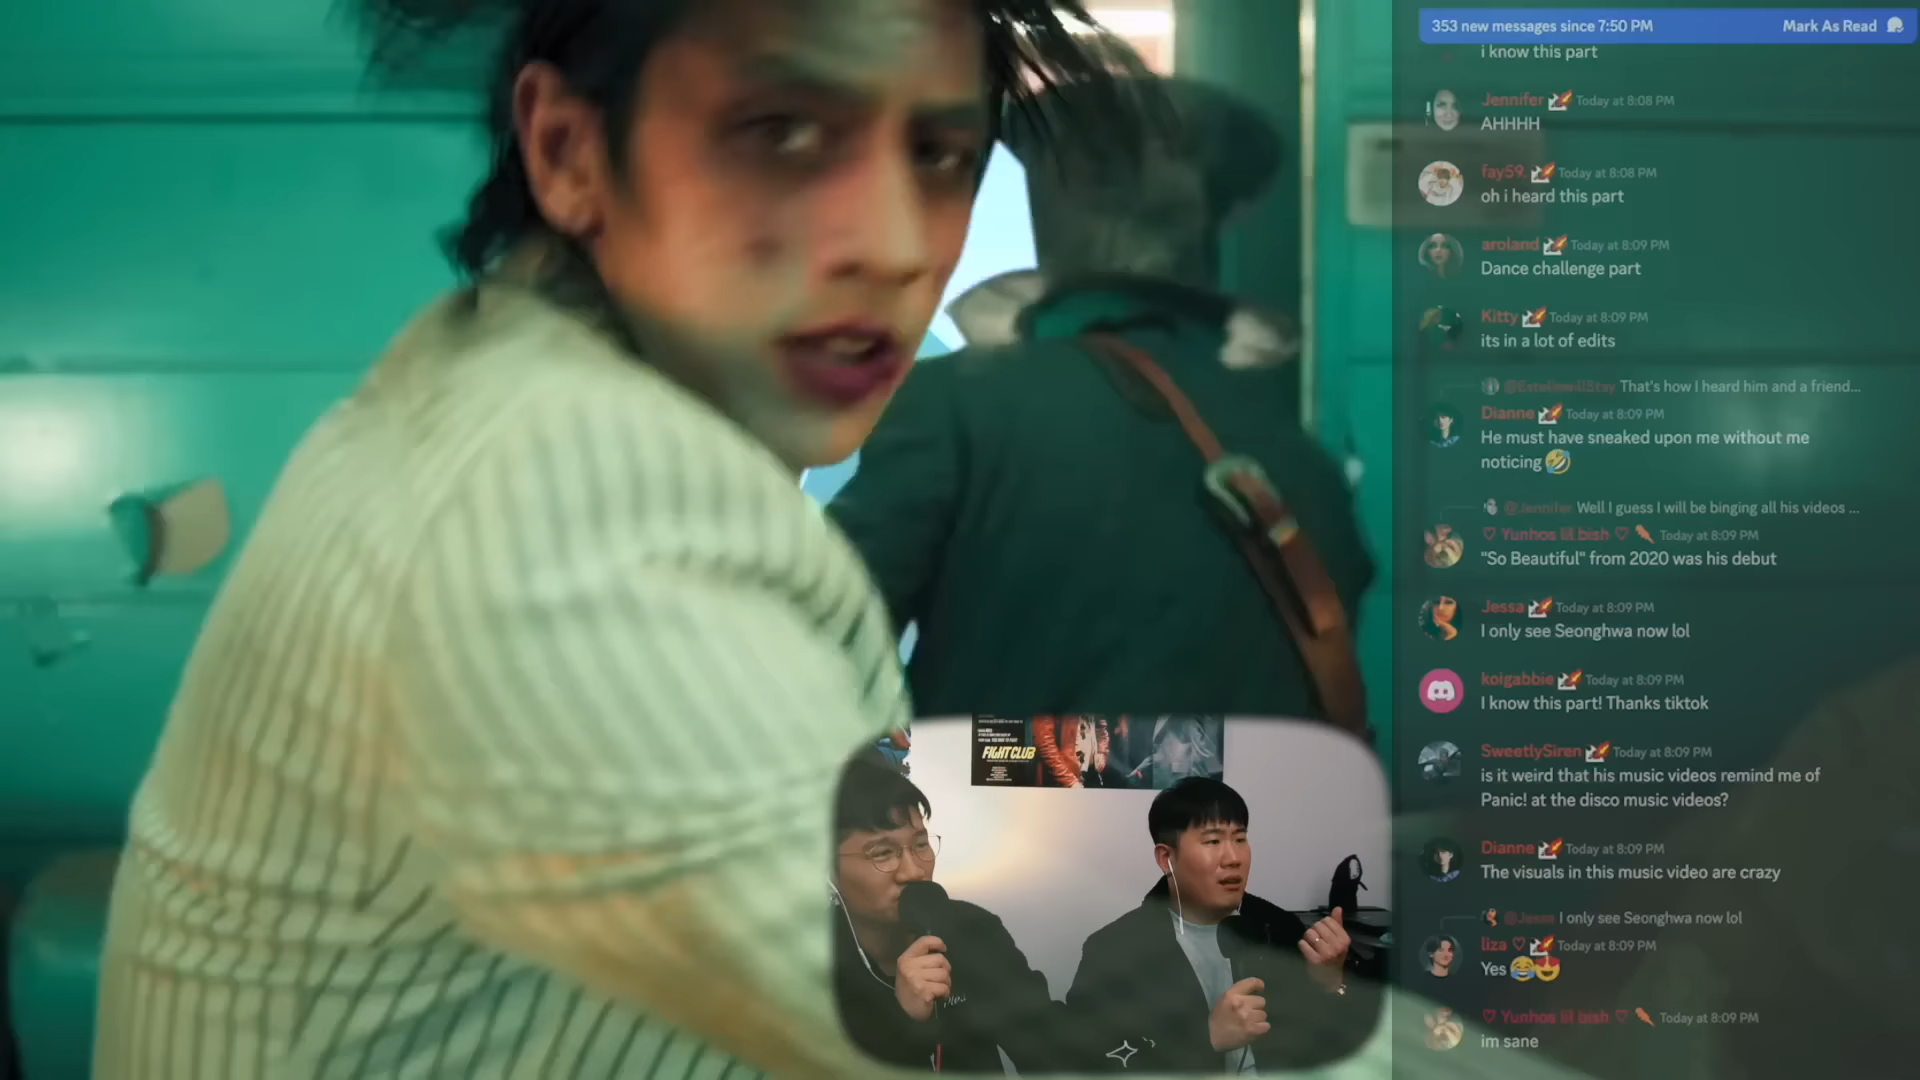 353 new messages since 7:50 PM
Mark As Read
i know this part
Jennifer Today at 8:08 PM
AHHHH
fay59. Today at 8:08 PM
oh i heard this part
aroland Today at 8:09 PM
Dance challenge part
Kitty Today at 8:09 PM
its in a lot of edits
That's how I heard him and a friend...
Dianne Today at 8:09 PM
He must have sneaked upon me without me
noticing 🤣
@Jennifer Well I guess I will be binging all his videos ...
♡ Yunhos lil bish ♡ Today at 8:09 PM
"So Beautiful" from 2020 was his debut
Jessa Today at 8:09 PM
I only see Seonghwa now lol
koigabbie Today at 8:09 PM
I know this part! Thanks tiktok
SweetlySiren Today at 8:09 PM
is it weird that his music videos remind me of
Panic! at the disco music videos?
Dianne Today at 8:09 PM
The visuals in this music video are crazy
@Jessa I only see Seonghwa now lol
liza ♡ Today at 8:09 PM
Yes 😂😍
♡ Yunhos lil bish ♡ Today at 8:09 PM
im sane
FIGHT CLUB